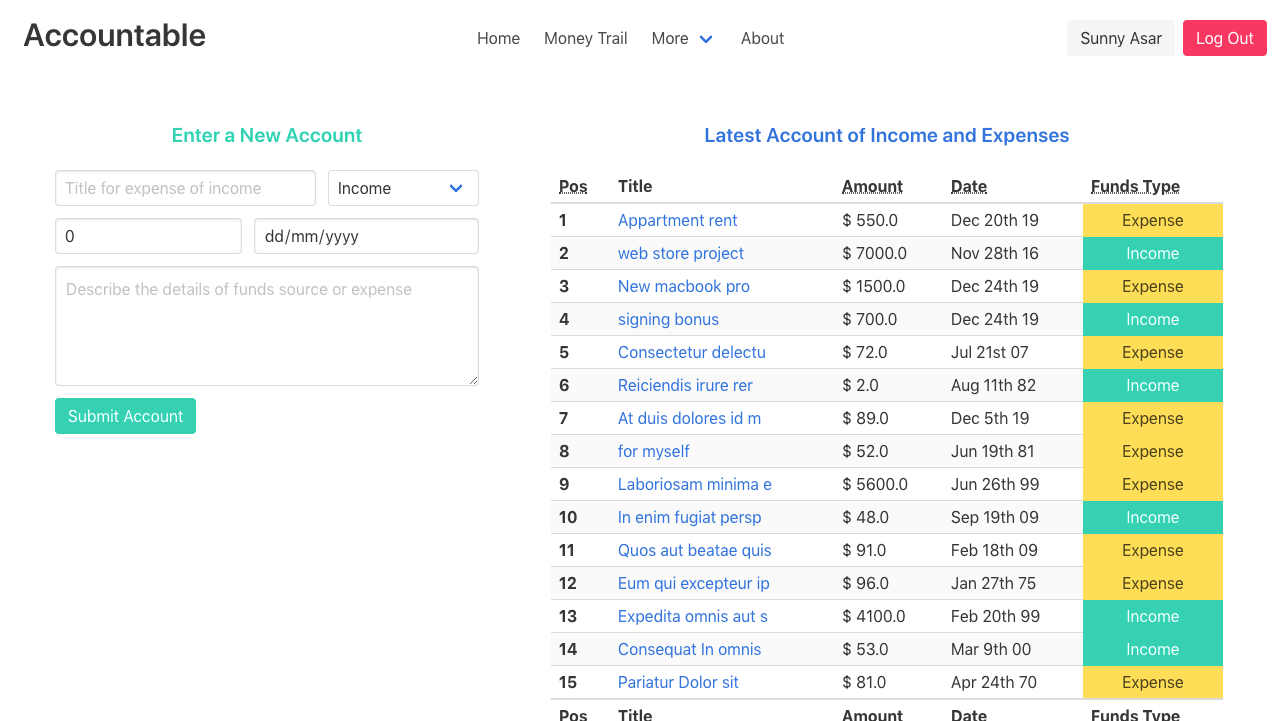 Accountable
Home Money Trail More About
Sunny Asar Log Out
Enter a New Account
Title for expense of income Income
0 dd/mm/yyyy
Describe the details of funds source or expense
Submit Account
Latest Account of Income and Expenses
Pos Title Amount Date Funds Type
1 Appartment rent $ 550.0 Dec 20th 19 Expense
2 web store project $ 7000.0 Nov 28th 16 Income
3 New macbook pro $ 1500.0 Dec 24th 19 Expense
4 signing bonus $ 700.0 Dec 24th 19 Income
5 Consectetur delectu $ 72.0 Jul 21st 07 Expense
6 Reiciendis irure rer $ 2.0 Aug 11th 82 Income
7 At duis dolores id m $ 89.0 Dec 5th 19 Expense
8 for myself $ 52.0 Jun 19th 81 Expense
9 Laboriosam minima e $ 5600.0 Jun 26th 99 Expense
10 In enim fugiat persp $ 48.0 Sep 19th 09 Income
11 Quos aut beatae quis $ 91.0 Feb 18th 09 Expense
12 Eum qui excepteur ip $ 96.0 Jan 27th 75 Expense
13 Expedita omnis aut s $ 4100.0 Feb 20th 99 Income
14 Consequat In omnis $ 53.0 Mar 9th 00 Income
15 Pariatur Dolor sit $ 81.0 Apr 24th 70 Expense
Pos Title Amount Date Funds Type